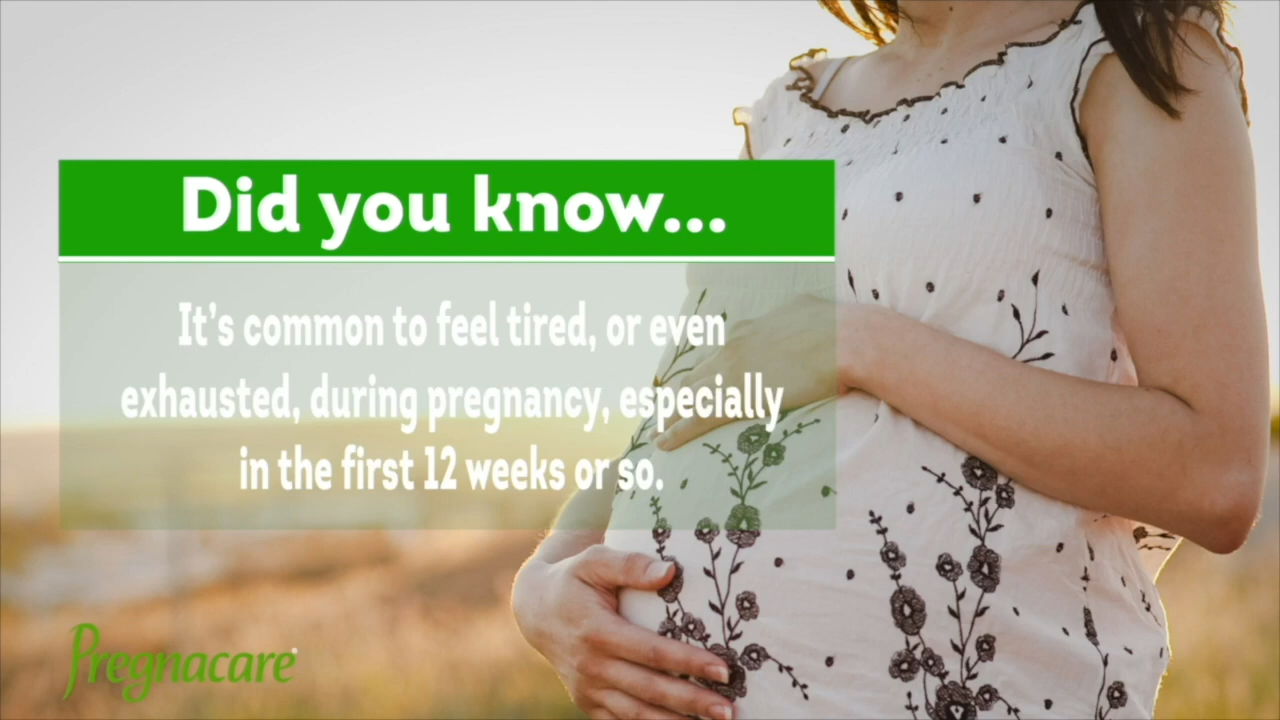 Did you know...
It's common to feel tired, or even
exhausted, during pregnancy, especially
in the first 12 weeks or so.
Pregnacare